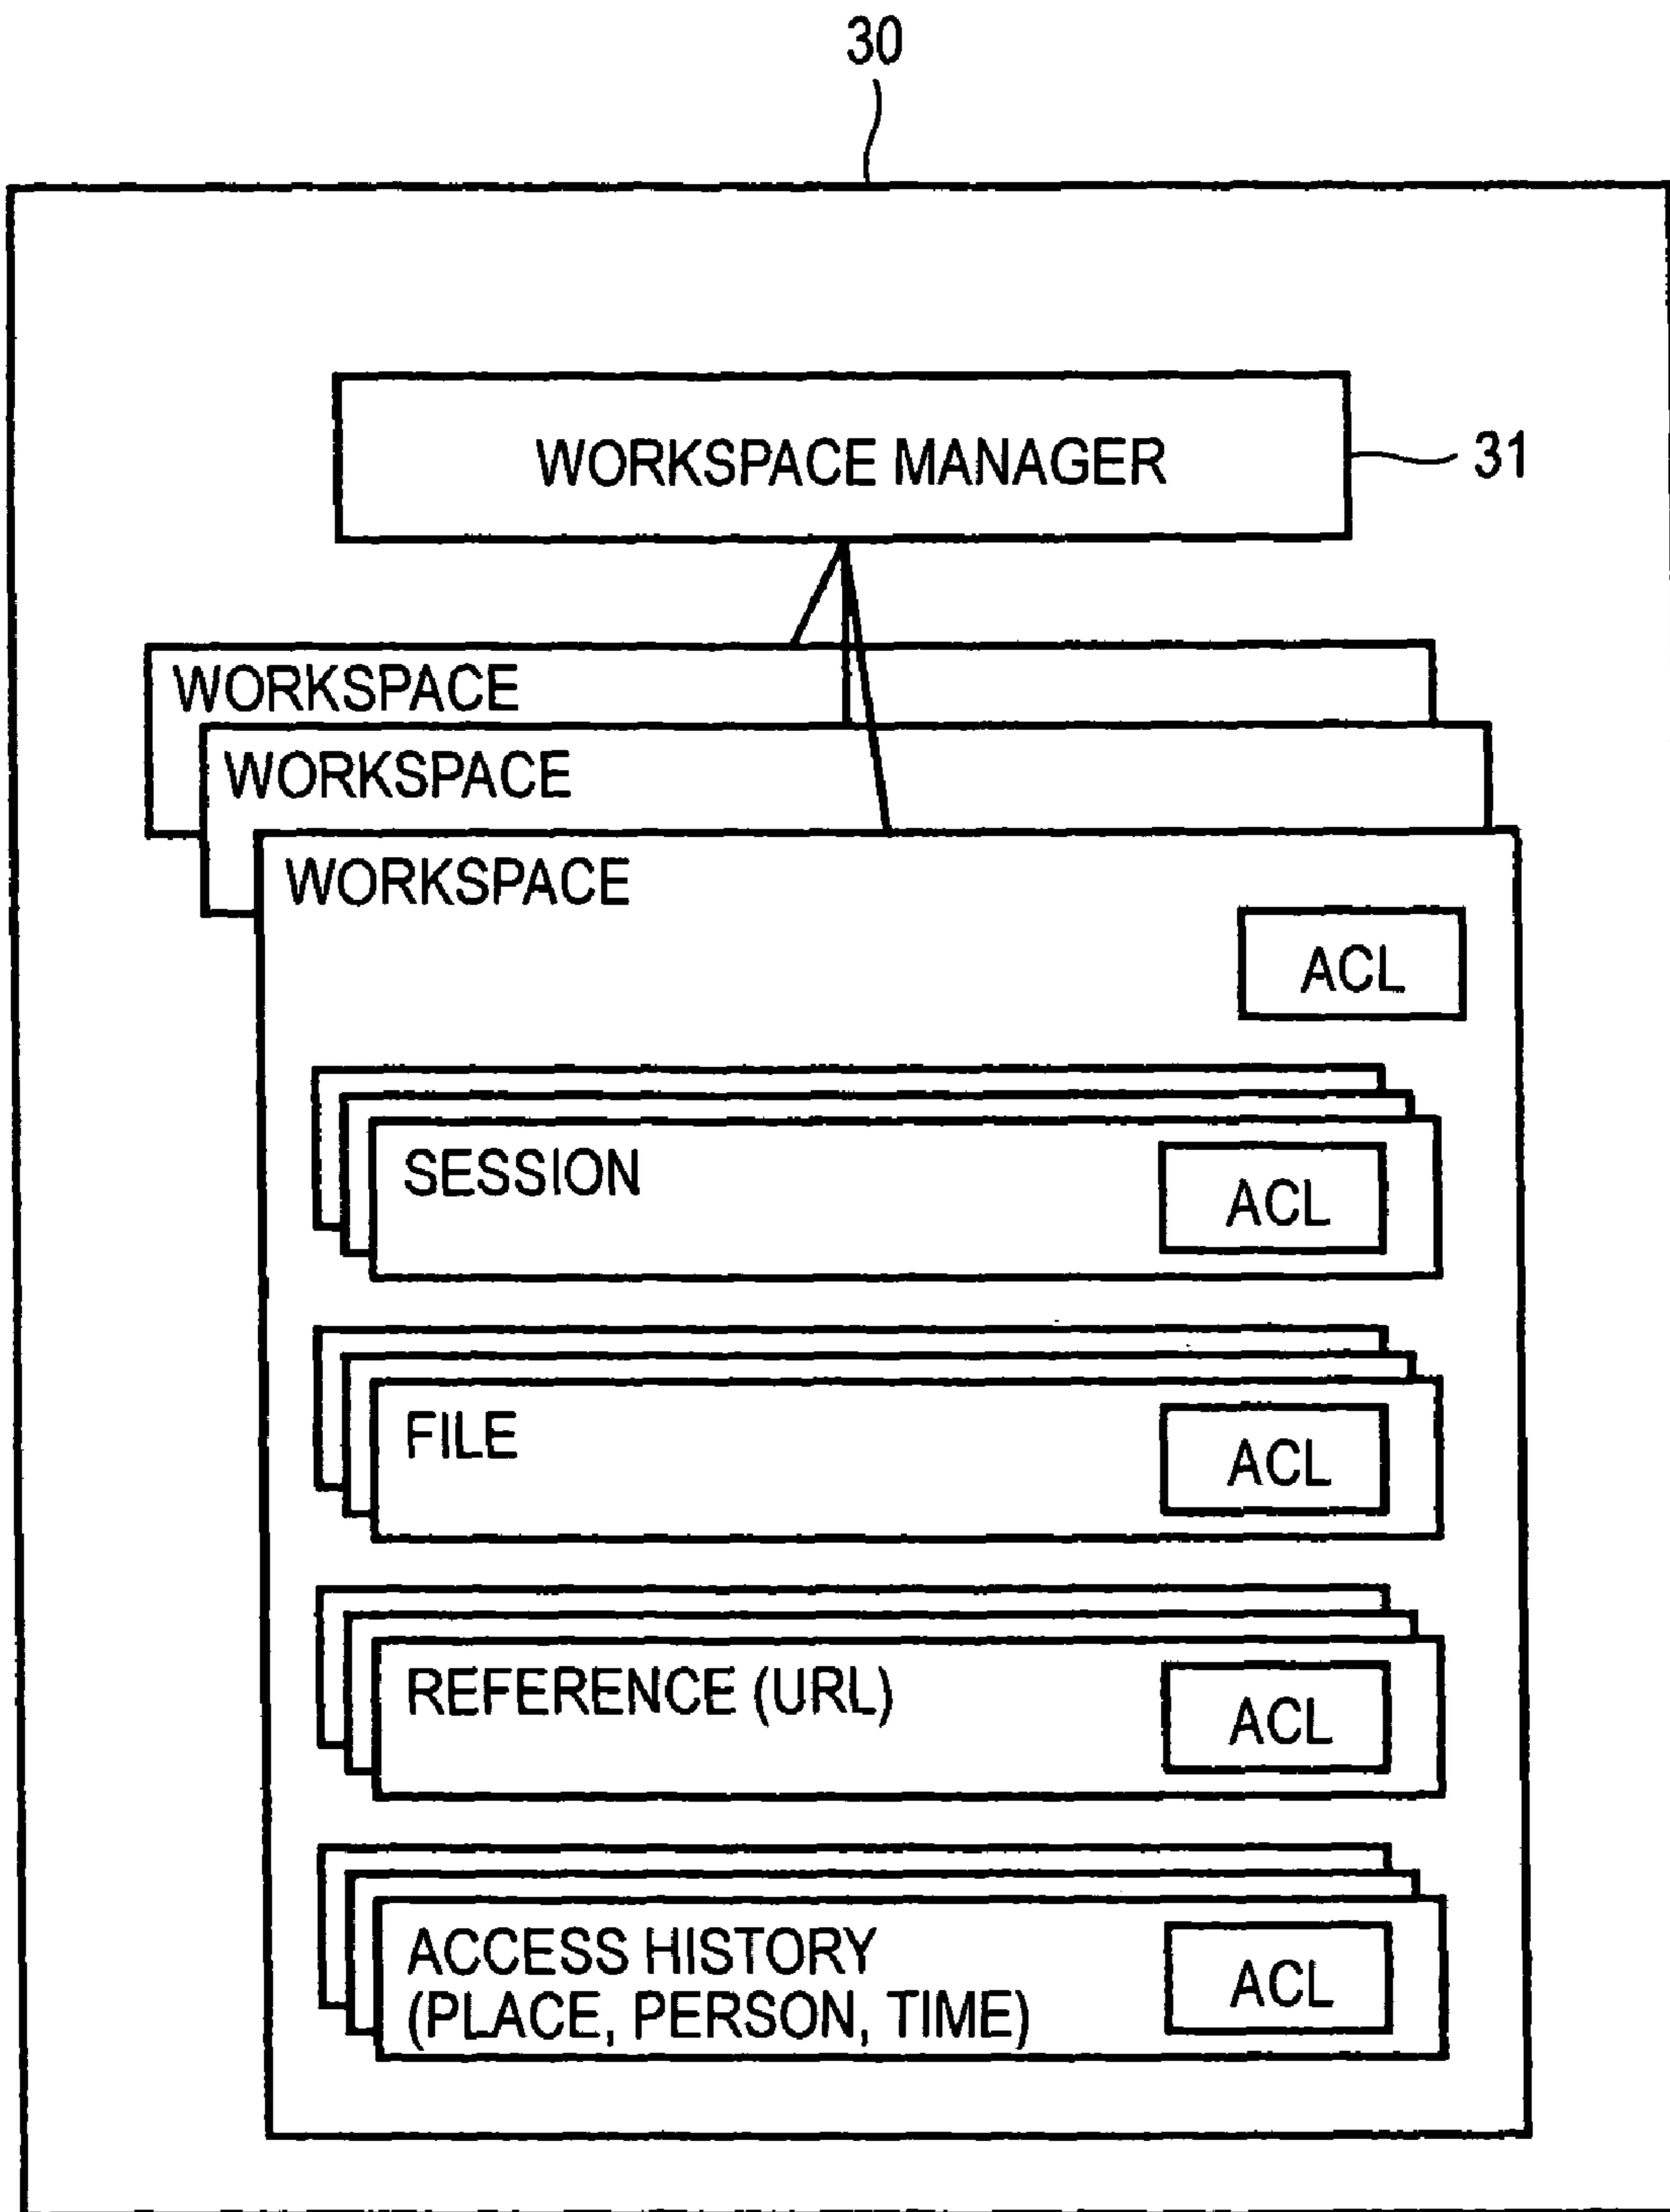 30
WORKSPACE MANAGER
31
WORKSPACE
WORKSPACE
WORKSPACE
ACL
SESSION
ACL
FILE
ACL
REFERENCE (URL)
ACL
ACCESS HISTORY
(PLACE, PERSON, TIME)
ACL